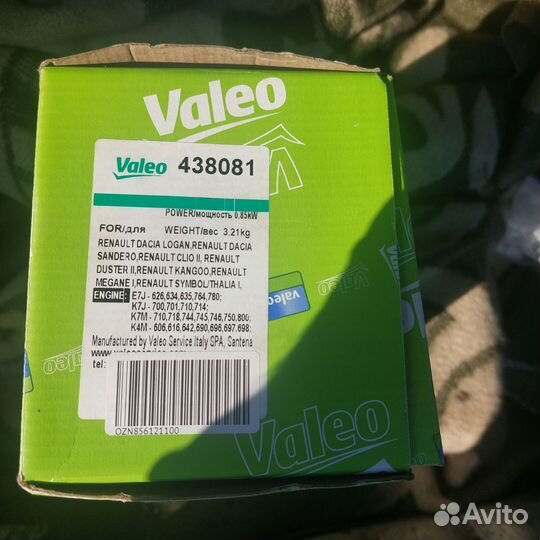 Valeo
Valeo 438081
POWER/мощность 0.85kW
FOR/для WEIGHT/вес 3.21kg
RENAULT DACIA LOGAN,RENAULT DACIA
SANDERO,RENAULT CLIO II, RENAULT
DUSTER II,RENAULT KANGOO,RENAULT
MEGANE I,RENAULT SYMBOL/THALIA I,
ENGINE: E7J - 626,634,635,764,780;
K7J - 700,701,710,714;
K7M - 710,718,744,745,746,750,800;
K4M - 606,616,642,690,696,697,698;
Manufactured by Valeo Service Italy SPA, Santena
tel:
OZN856121100
valeo
Valeo
Avito